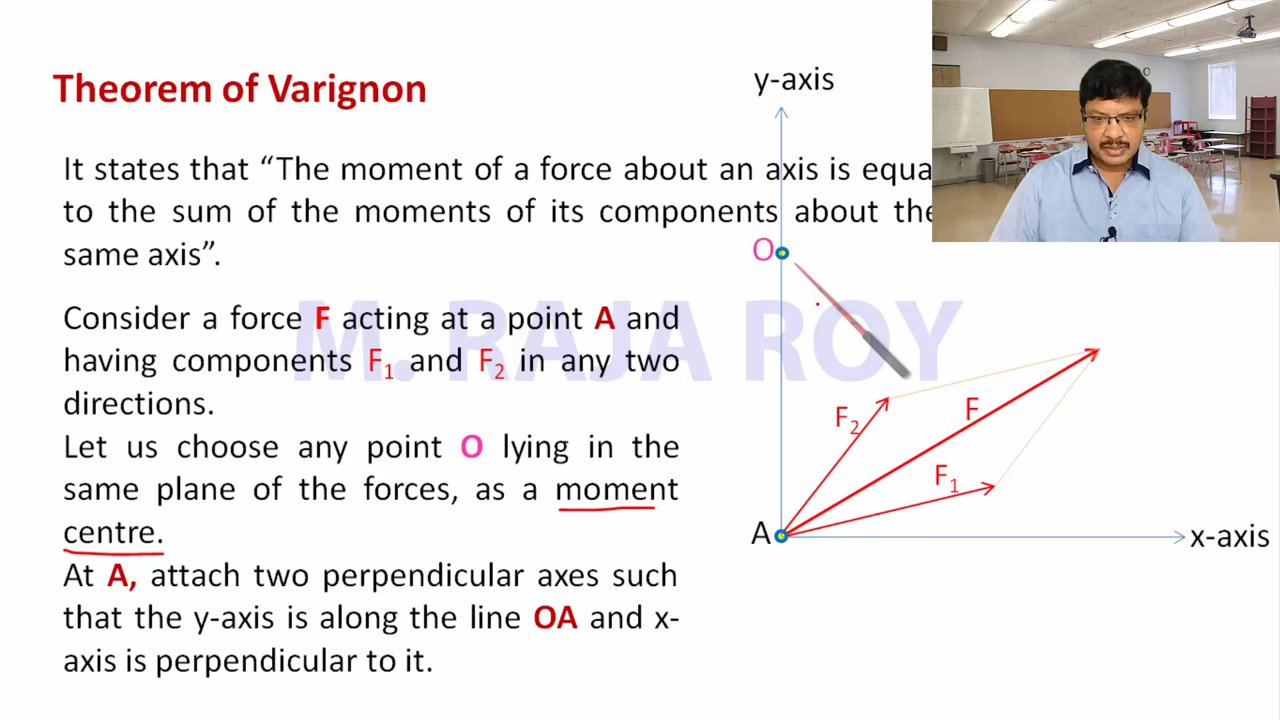 Theorem of Varignon
y-axis
It states that “The moment of a force about an axis is equa
to the sum of the moments of its components about the
same axis”.
O
M. RAJA ROY
Consider a force F acting at a point A and
having components F₁ and F₂ in any two
directions.
Let us choose any point O lying in the
same plane of the forces, as a moment
centre.
At A, attach two perpendicular axes such
that the y-axis is along the line OA and x-
axis is perpendicular to it.
F₂
F
F₁
A
x-axis